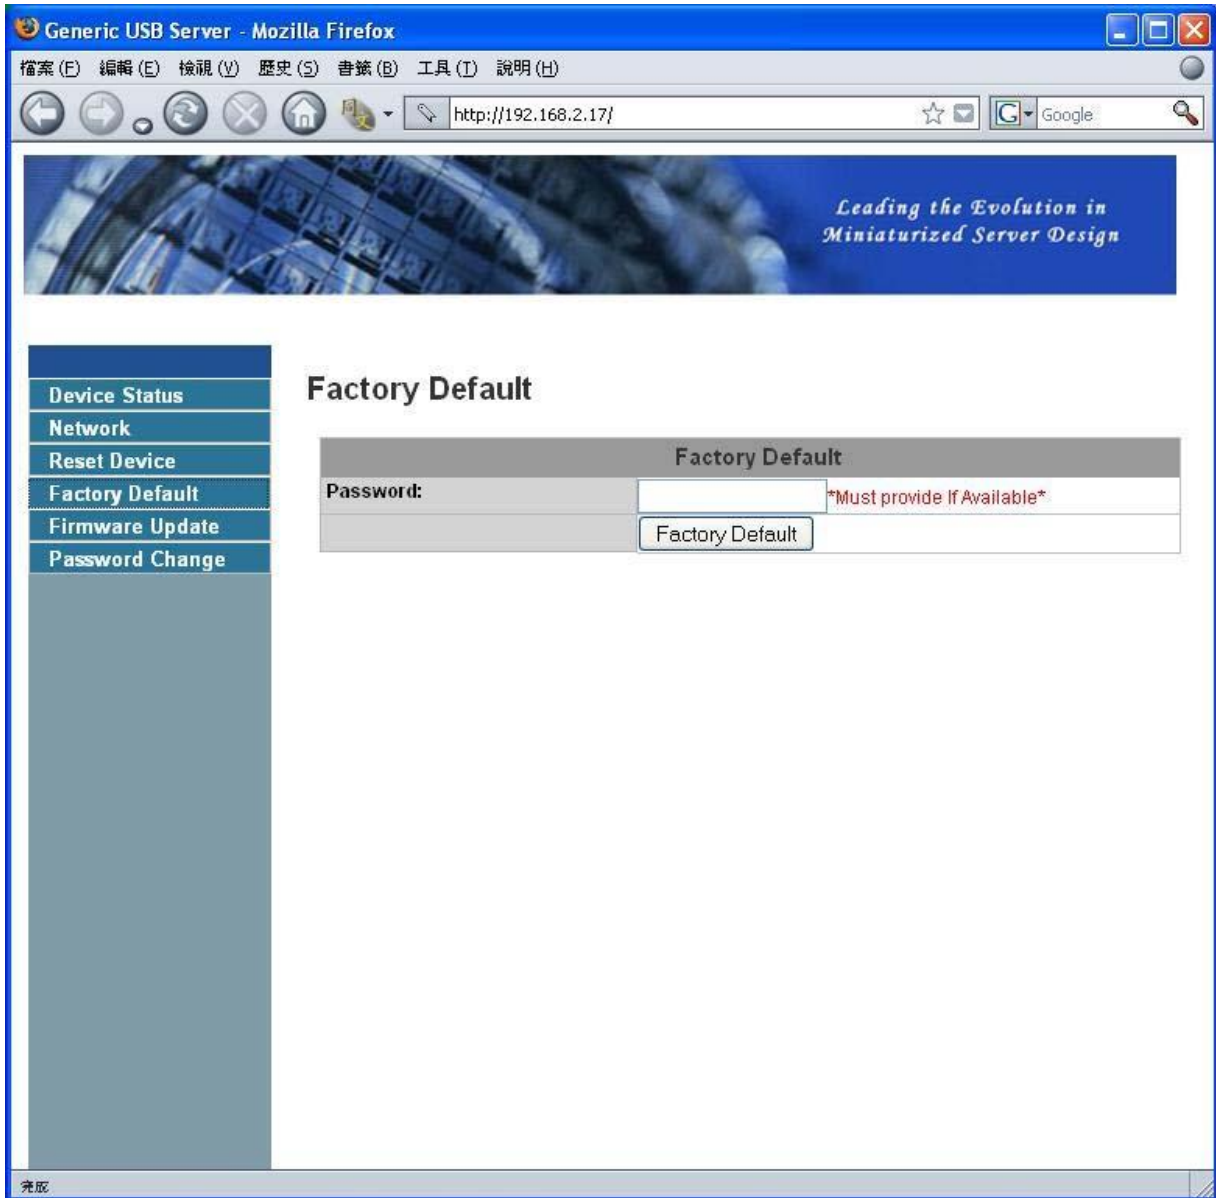 Generic USB Server - Mozilla Firefox
檔案(F) 編輯(E) 檢視(V) 歷史(S) 書籤(B) 工具(T) 說明(H)
http://192.168.2.17/
G Google
Leading the Evolution in
Miniaturized Server Design
Device Status
Network
Reset Device
Factory Default
Firmware Update
Password Change
Factory Default
Factory Default
Password: *Must provide If Available*
Factory Default
完成